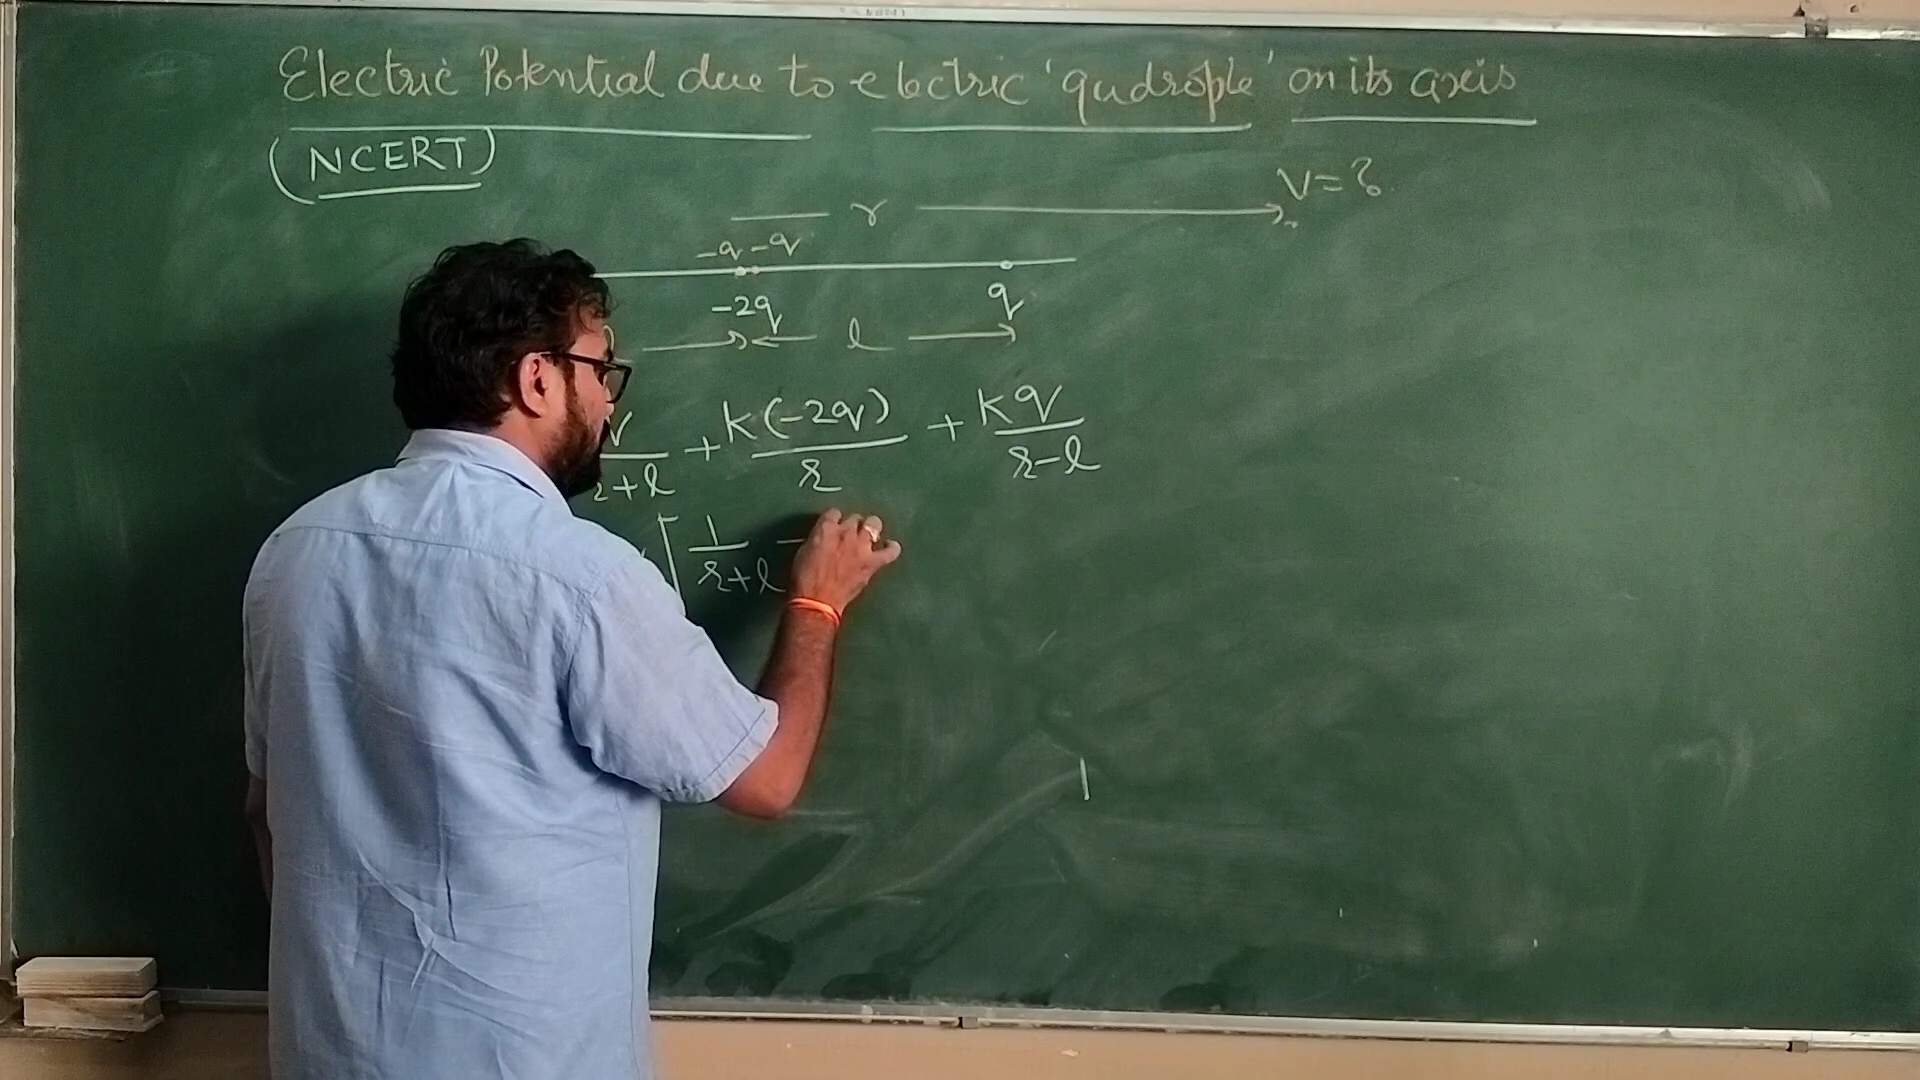 Electric Potential due to electric 'qudrople' on its axis
(NCERT)
V=?
r
-q -q
-2q q
l
+ k(-2q)/r + kq/r-l
r+l
[ 1/r+l -